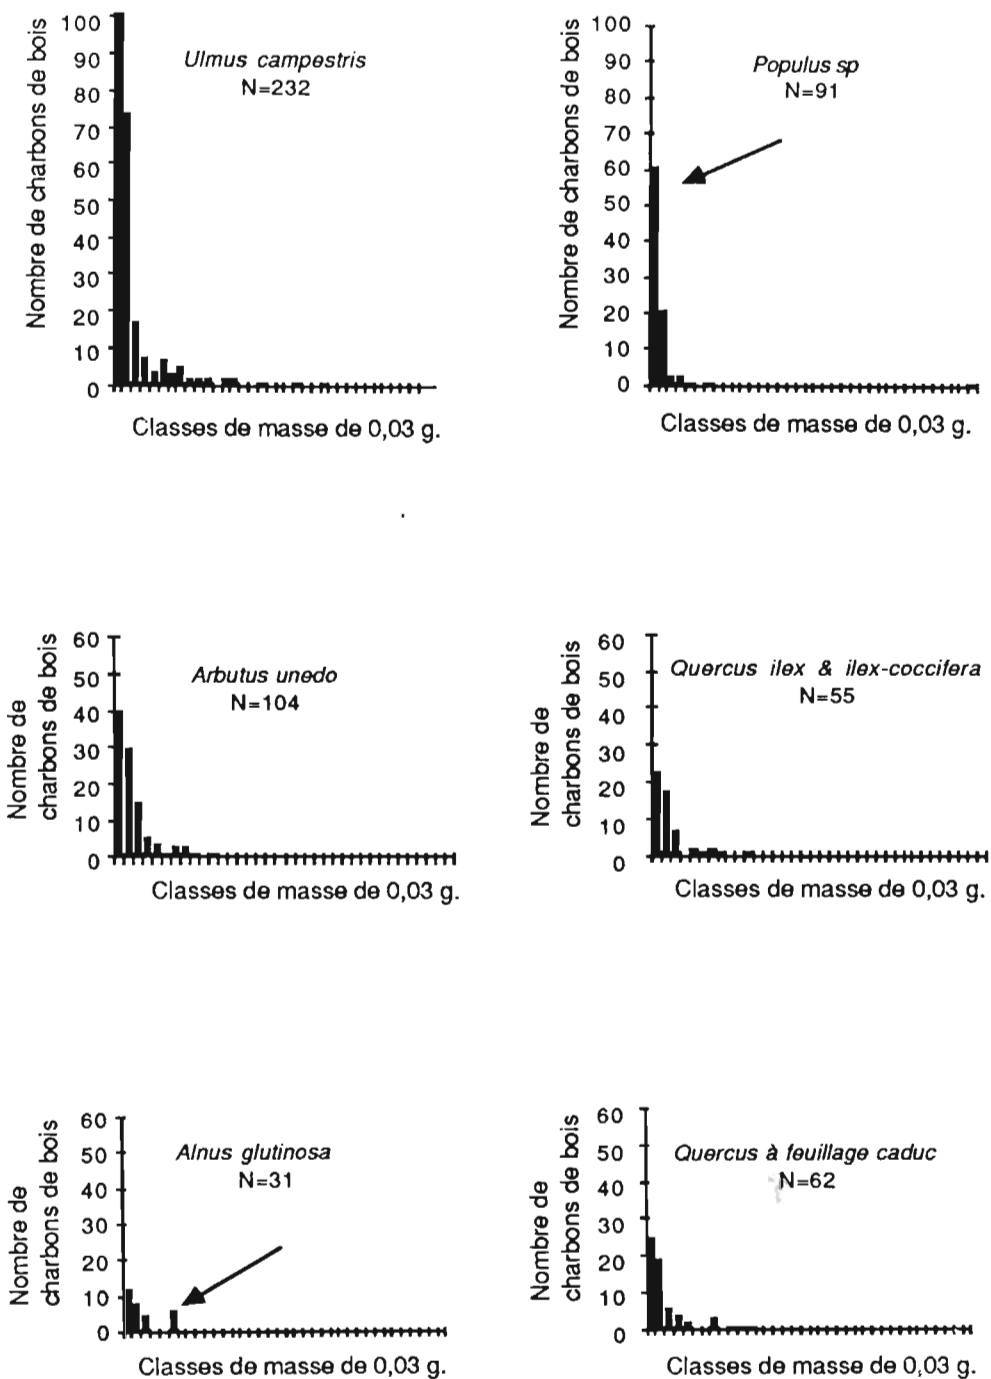 Nombre de charbons de bois
100
90
80
70
60
50
40
30
20
10
0
Ulmus campestris
N=232
Classes de masse de 0,03 g.
Nombre de charbons de bois
100
90
80
70
60
50
40
30
20
10
0
Populus sp
N=91
Classes de masse de 0,03 g.
Nombre de
charbons de bois
60
50
40
30
20
10
0
Arbutus unedo
N=104
Classes de masse de 0,03 g.
Nombre de
charbons de bois
60
50
40
30
20
10
0
Quercus ilex & ilex-coccifera
N=55
Classes de masse de 0,03 g.
Nombre de
charbons de bois
60
50
40
30
20
10
0
Alnus glutinosa
N=31
Classes de masse de 0,03 g.
Nombre de
charbons de bois
60
50
40
30
20
10
0
Quercus à feuillage caduc
N=62
Classes de masse de 0,03 g.